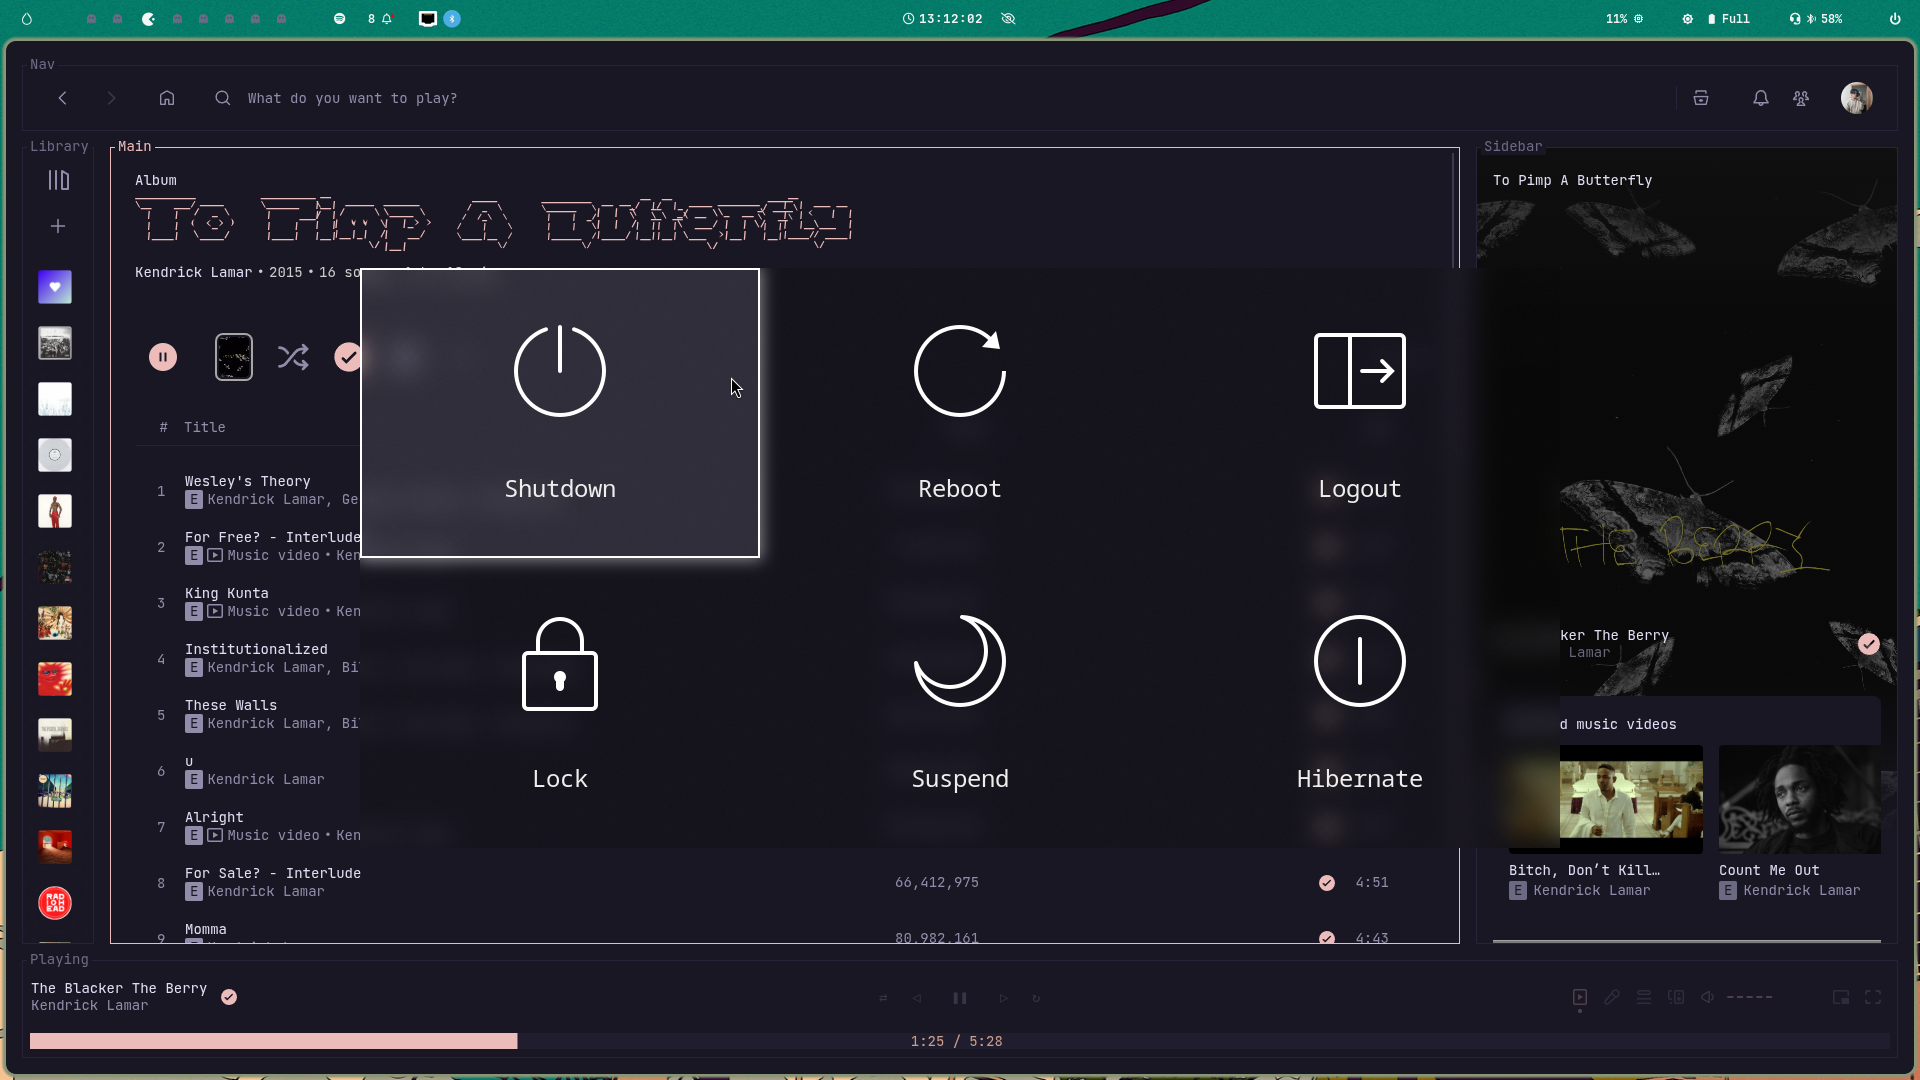 8
13:12:02
11%
Full
58%
Nav
What do you want to play?
Library
Main
Album
To Pimp A Butterfly
Kendrick Lamar • 2015 • 16
# Title
1
Wesley's Theory
E Kendrick Lamar, Ge
2
For Free? - Interlude
E Music video • Ken
3
King Kunta
E Music video • Ken
4
Institutionalized
E Kendrick Lamar, Bi
5
These Walls
E Kendrick Lamar, Bi
6
u
E Kendrick Lamar
7
Alright
E Music video • Ken
8
For Sale? - Interlude
E Kendrick Lamar
66,412,975
4:51
9
Momma
80,982,161
4:43
Shutdown
Reboot
Logout
Lock
Suspend
Hibernate
Sidebar
To Pimp A Butterfly
THE BERRY
ker The Berry
Lamar
d music videos
Bitch, Don’t Kill…
E Kendrick Lamar
Count Me Out
E Kendrick Lamar
RAD
IOH
EAD
Playing
The Blacker The Berry
Kendrick Lamar
1:25 / 5:28